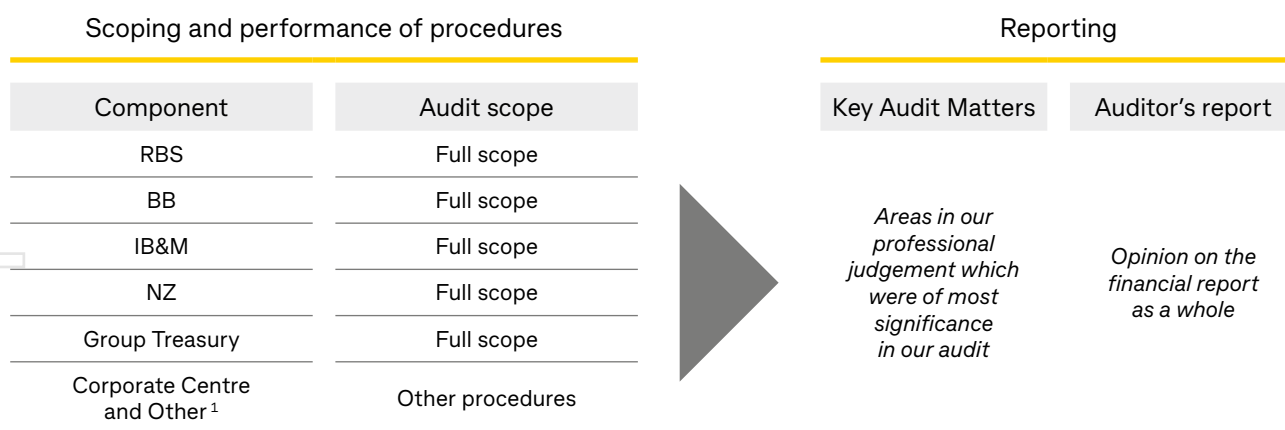 Scoping and performance of procedures
Reporting
Component
Audit scope
Key Audit Matters
Auditor's report
RBS
Full scope
BB
Full scope
IB&M
Full scope
NZ
Full scope
Group Treasury
Full scope
Corporate Centre
and Other 1
Other procedures
Areas in our
professional
judgement which
were of most
significance
in our audit
Opinion on the
financial report
as a whole